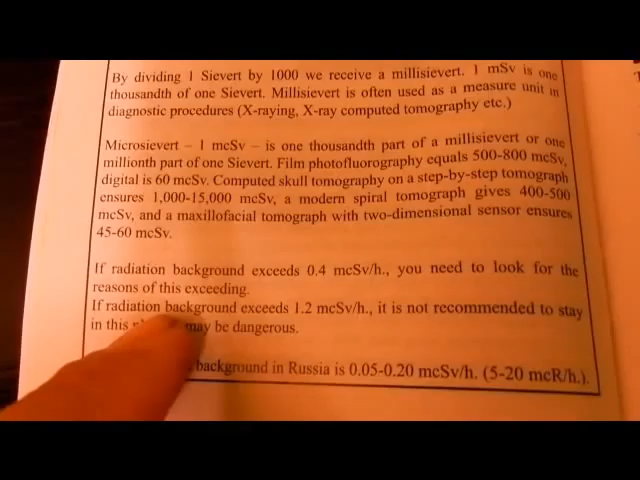 By dividing 1 Sievert by 1000 we receive a millisievert. 1 mSv is one
thousandth of one Sievert. Millisievert is often used as a measure unit in
diagnostic procedures (X-raying, X-ray computed tomography etc.)
Microsievert – 1 mcSv – is one thousandth part of a millisievert or one
millionth part of one Sievert. Film photofluorography equals 500-800 mcSv,
digital is 60 mcSv. Computed skull tomography on a step-by-step tomograph
ensures 1,000-15,000 mcSv, a modern spiral tomograph gives 400-500
mcSv, and a maxillofacial tomograph with two-dimensional sensor ensures
45-60 mcSv.
If radiation background exceeds 0.4 mcSv/h., you need to look for the
reasons of this exceeding.
If radiation background exceeds 1.2 mcSv/h., it is not recommended to stay
in this may be dangerous.
background in Russia is 0.05-0.20 mcSv/h. (5-20 mcR/h.).